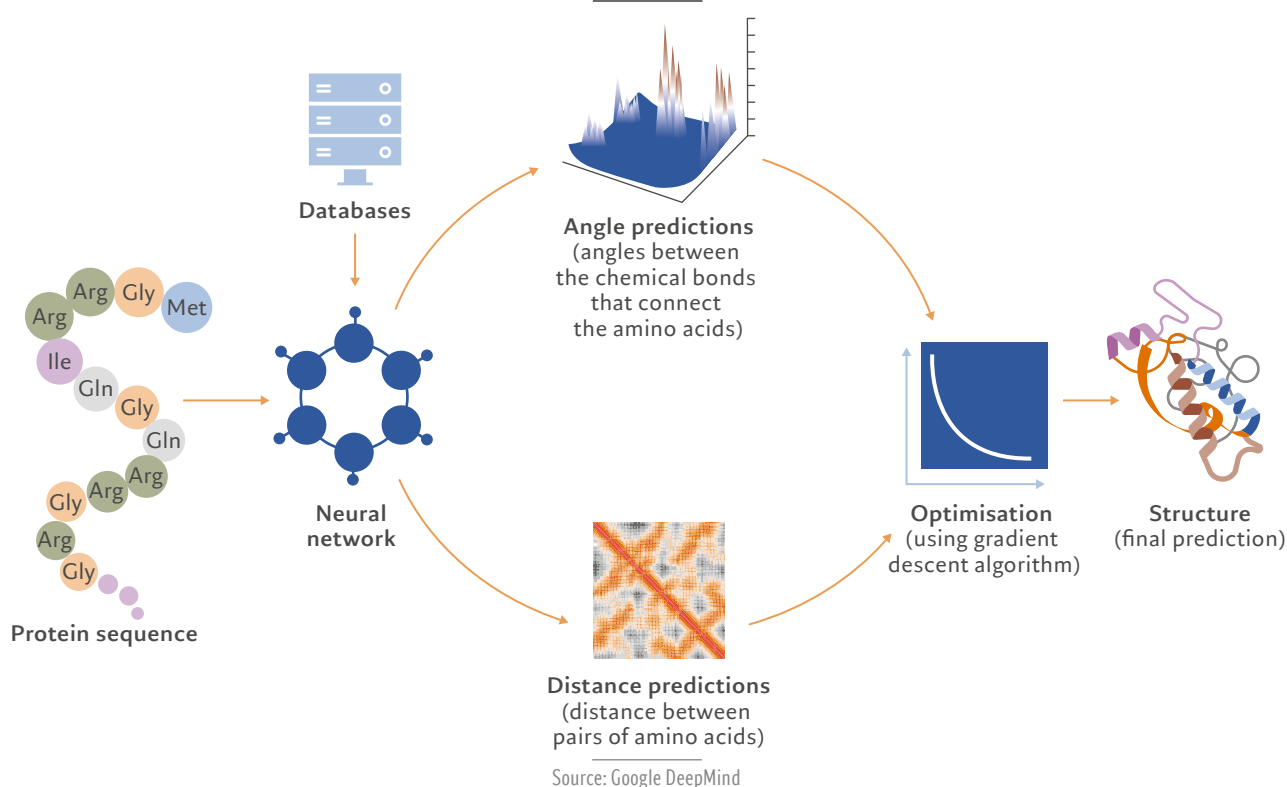 Databases
Met
Gly
Arg
Arg
Ile
Gln
Gly
Gln
Arg
Arg
Gly
Arg
Gly
Protein sequence
Neural
network
Angle predictions
(angles between
the chemical bonds
that connect
the amino acids)
Distance predictions
(distance between
pairs of amino acids)
Optimisation
(using gradient
descent algorithm)
Structure
(final prediction)
Source: Google DeepMind